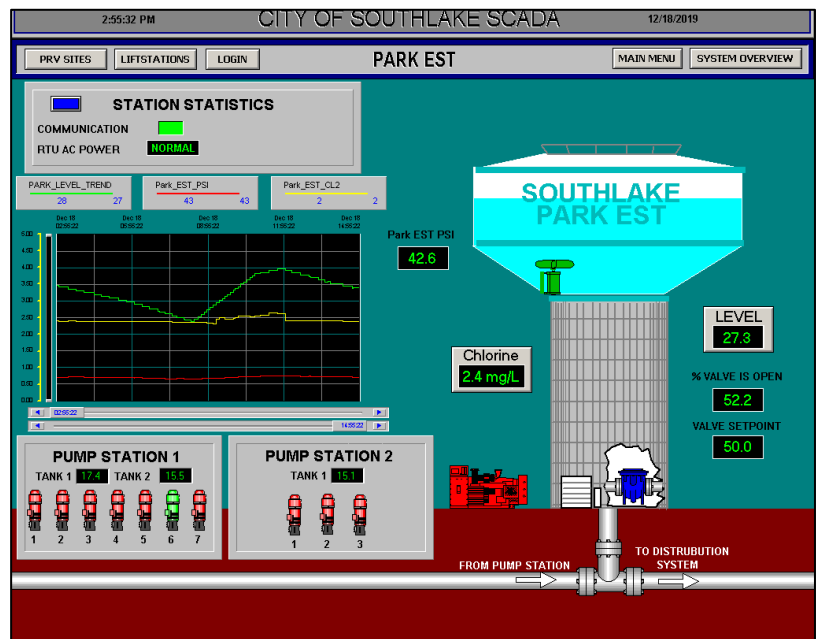 2:55:32 PM CITY OF SOUTHLAKE SCADA 12/18/2019
PRV SITES LIFTSTATIONS LOGIN PARK EST MAIN MENU SYSTEM OVERVIEW
STATION STATISTICS
COMMUNICATION
RTU AC POWER NORMAL
PARK_LEVEL_TREND Park_EST_PSI Park_EST_CL2
28 27 43 43 2 2
Dec 18 Dec 18 Dec 18 Dec 18 Dec 18
02:56:22 05:56:22 08:56:22 11:56:22 14:56:22
5.00
4.50
4.00
3.50
3.00
2.50
2.00
1.50
1.00
0.50
0.00
02:56:22
14:56:22
SOUTHLAKE
PARK EST
Park EST PSI
42.6
LEVEL
27.3
Chlorine
2.4 mg/L
% VALVE IS OPEN
52.2
VALVE SETPOINT
50.0
PUMP STATION 1
TANK 1 17.4 TANK 2 15.5
1 2 3 4 5 6 7
PUMP STATION 2
TANK 1 15.1
1 2 3
FROM PUMP STATION
TO DISTRUBUTION
SYSTEM